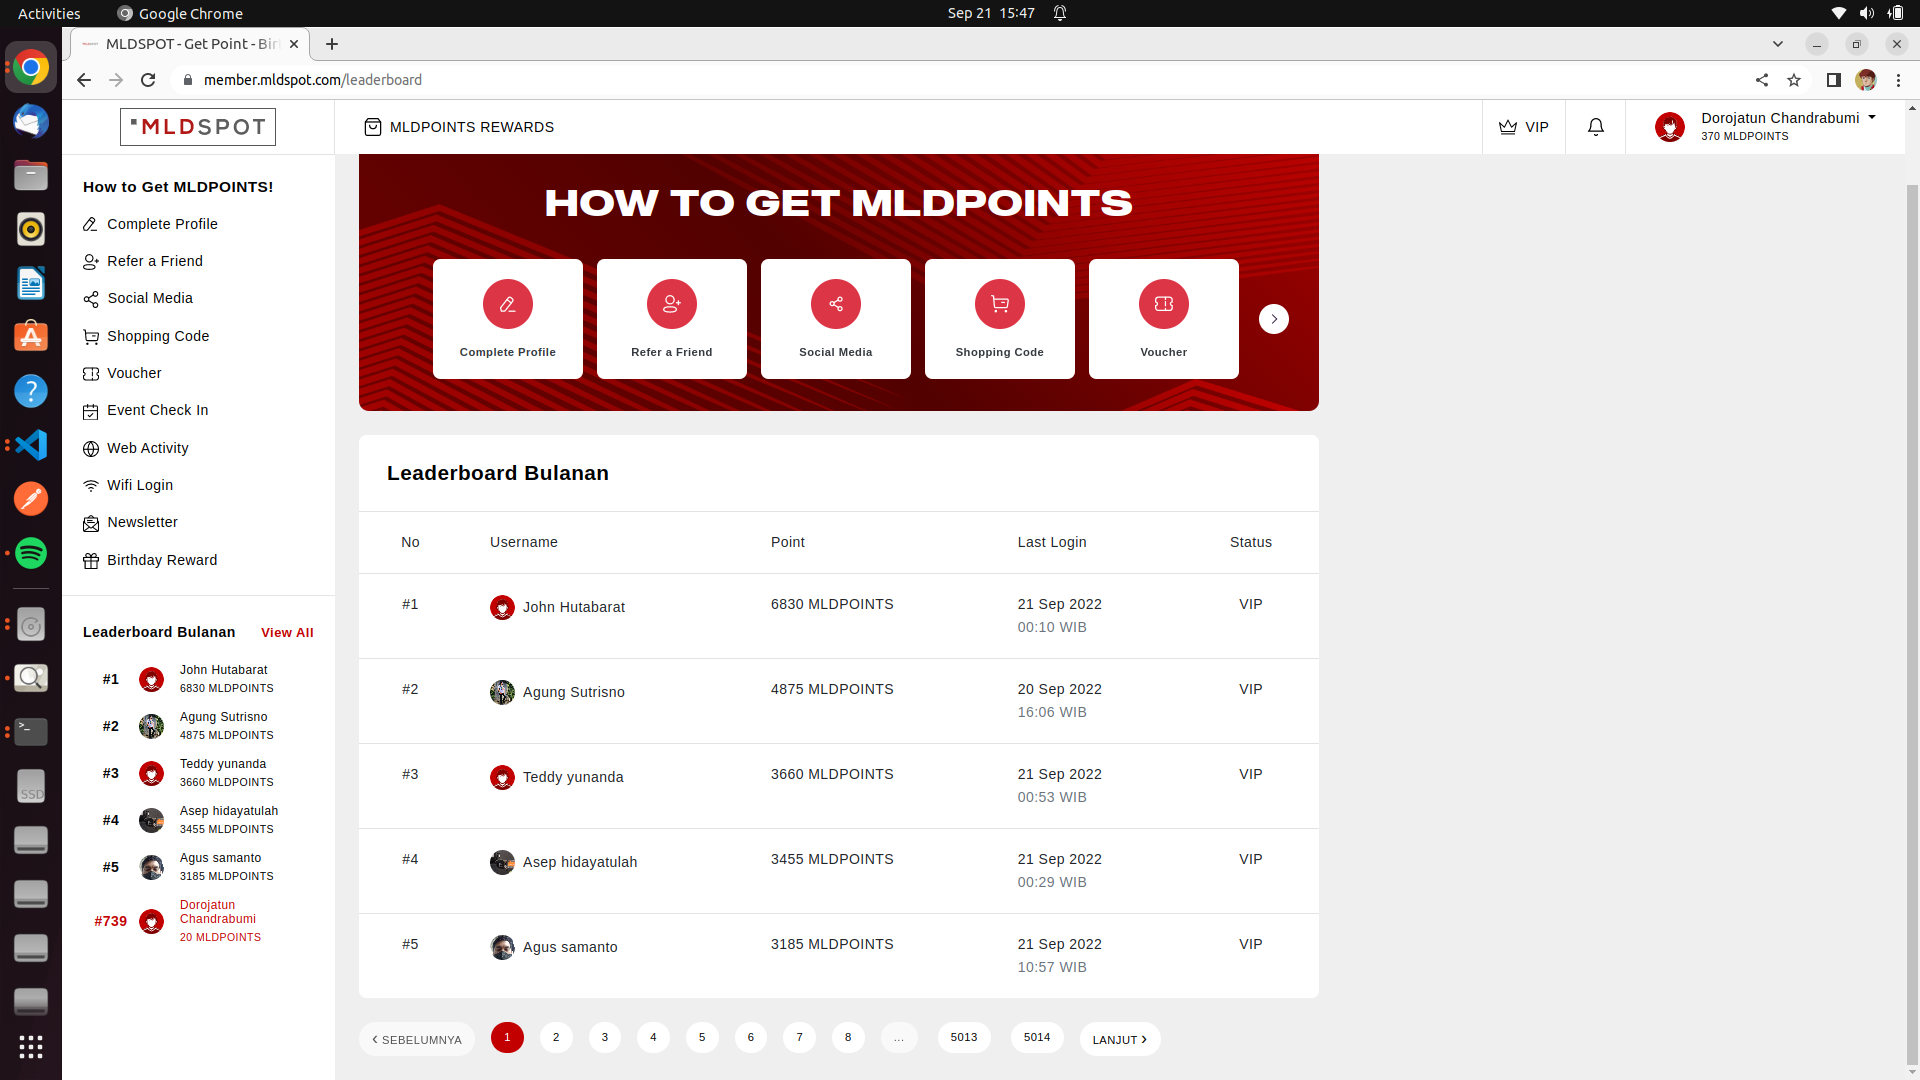 Activities
Google Chrome
Sep 21 15:47
MLDSPOT - Get Point - Bir
member.mldspot.com/leaderboard
MLDSPOT
MLDPOINTS REWARDS
VIP
Dorojatun Chandrabumi
370 MLDPOINTS
How to Get MLDPOINTS!
Complete Profile
Refer a Friend
Social Media
Shopping Code
Voucher
Event Check In
Web Activity
Wifi Login
Newsletter
Birthday Reward
Leaderboard Bulanan View All
#1 John Hutabarat
6830 MLDPOINTS
#2 Agung Sutrisno
4875 MLDPOINTS
#3 Teddy yunanda
3660 MLDPOINTS
#4 Asep hidayatulah
3455 MLDPOINTS
#5 Agus samanto
3185 MLDPOINTS
#739 Dorojatun
Chandrabumi
20 MLDPOINTS
HOW TO GET MLDPOINTS
Complete Profile
Refer a Friend
Social Media
Shopping Code
Voucher
Leaderboard Bulanan
No Username Point Last Login Status
#1 John Hutabarat 6830 MLDPOINTS 21 Sep 2022 VIP
00:10 WIB
#2 Agung Sutrisno 4875 MLDPOINTS 20 Sep 2022 VIP
16:06 WIB
#3 Teddy yunanda 3660 MLDPOINTS 21 Sep 2022 VIP
00:53 WIB
#4 Asep hidayatulah 3455 MLDPOINTS 21 Sep 2022 VIP
00:29 WIB
#5 Agus samanto 3185 MLDPOINTS 21 Sep 2022 VIP
10:57 WIB
‹ SEBELUMNYA 1 2 3 4 5 6 7 8 ... 5013 5014 LANJUT ›
SSD